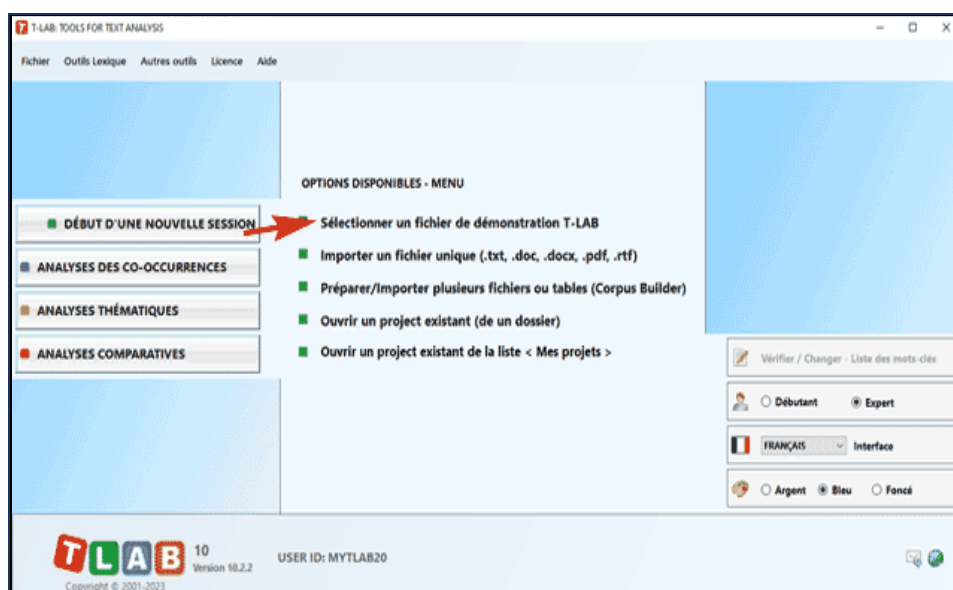 T-LAB: TOOLS FOR TEXT ANALYSIS
Fichier Outils Lexique Autres outils Licence Aide
OPTIONS DISPONIBLES - MENU
DÉBUT D'UNE NOUVELLE SESSION
ANALYSES DES CO-OCCURRENCES
ANALYSES THÉMATIQUES
ANALYSES COMPARATIVES
Sélectionner un fichier de démonstration T-LAB
Importer un fichier unique (.txt, .doc, .docx, .pdf, .rtf)
Préparer/Importer plusieurs fichiers ou tables (Corpus Builder)
Ouvrir un project existant (de un dossier)
Ouvrir un project existant de la liste < Mes projets >
Vérifier / Changer - Liste des mots-clés
Débutant Expert
FRANÇAIS Interface
Argent Bleu Foncé
T LAB
10
Version 10.2.2
Copyright © 2001-2023
USER ID: MYTLAB20